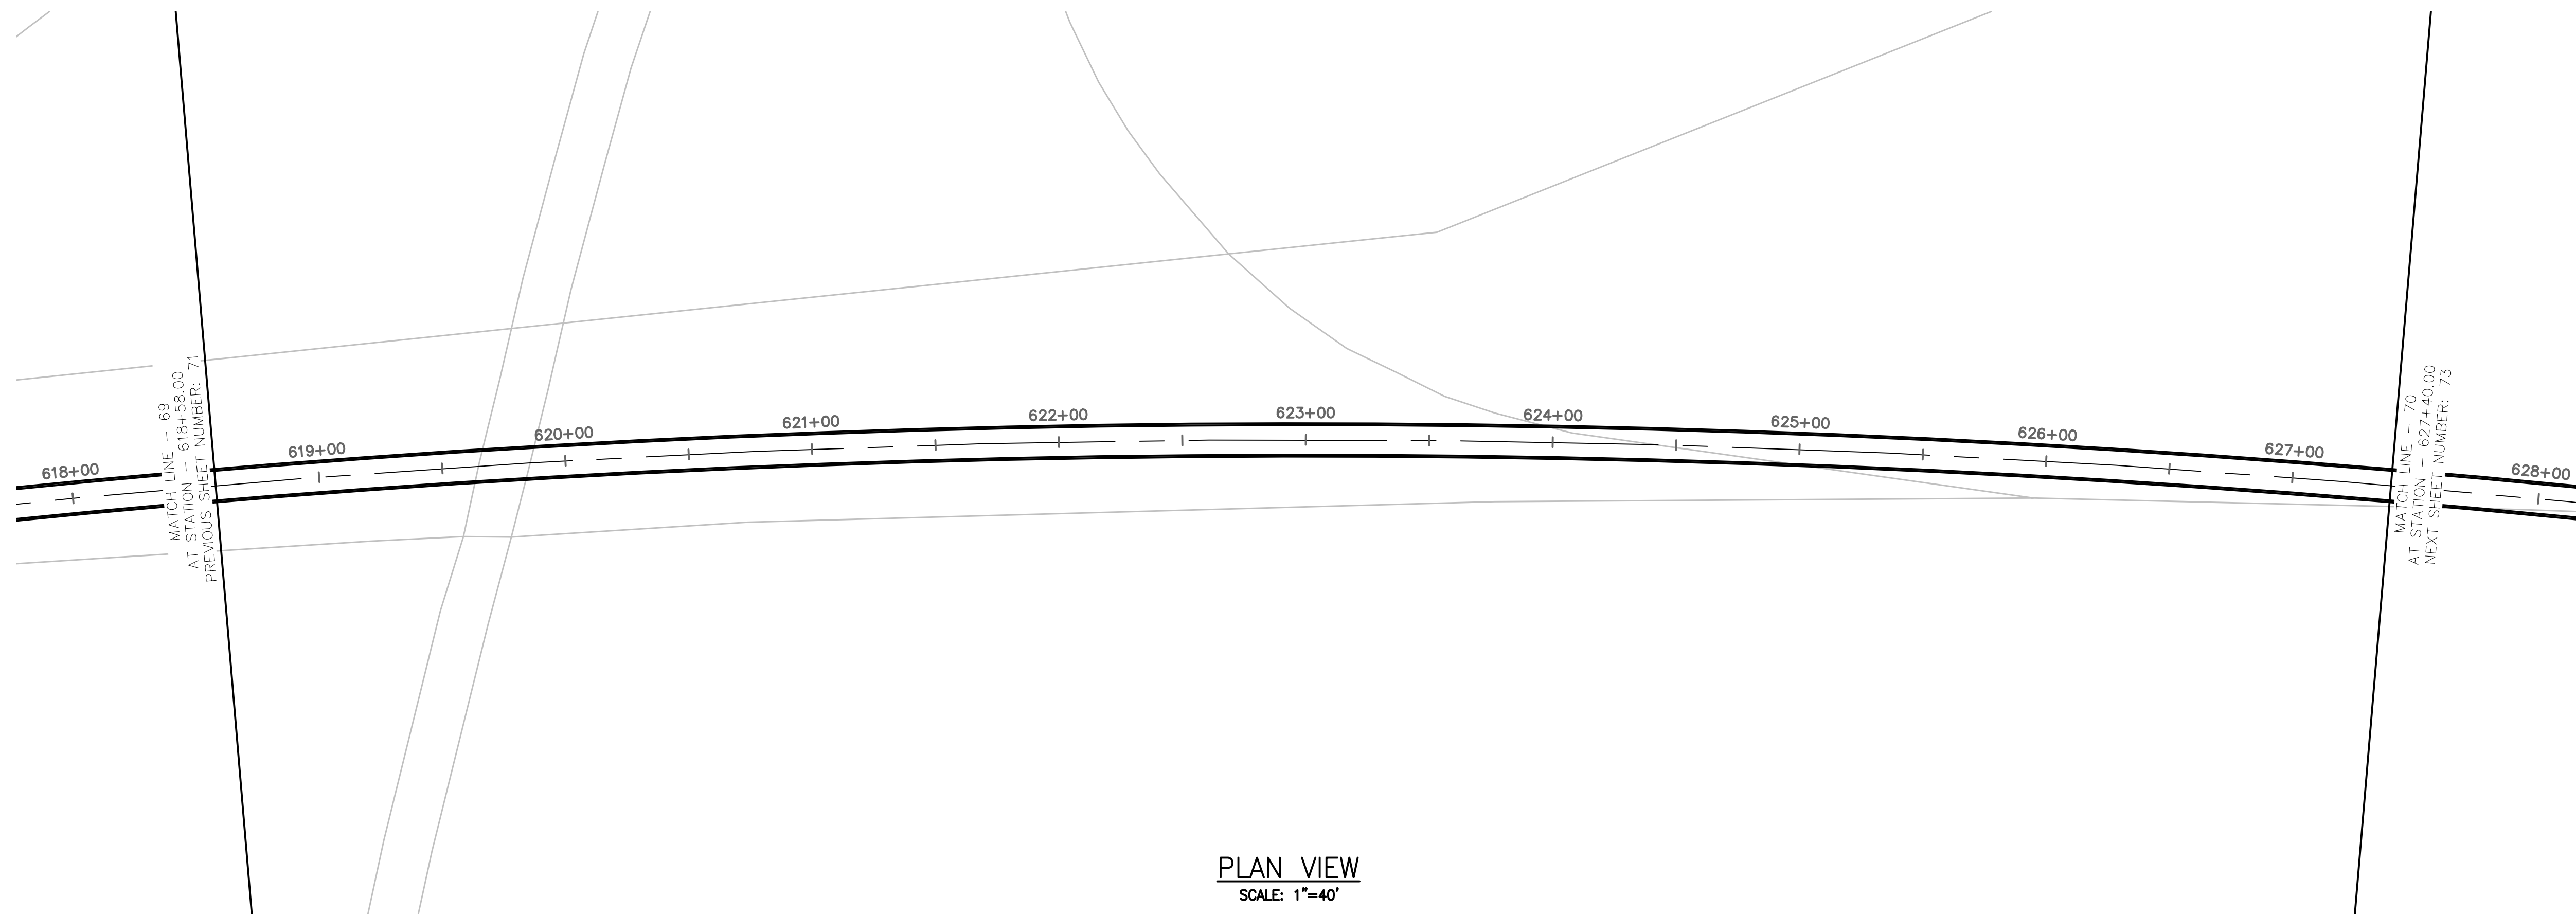 MATCH LINE - 69
AT STATION - 618+58.00
PREVIOUS SHEET NUMBER: 71
618+00
619+00
620+00
621+00
622+00
623+00
624+00
625+00
626+00
627+00
628+00
MATCH LINE - 70
AT STATION - 627+40.00
NEXT SHEET NUMBER: 73
PLAN VIEW
SCALE: 1"=40'